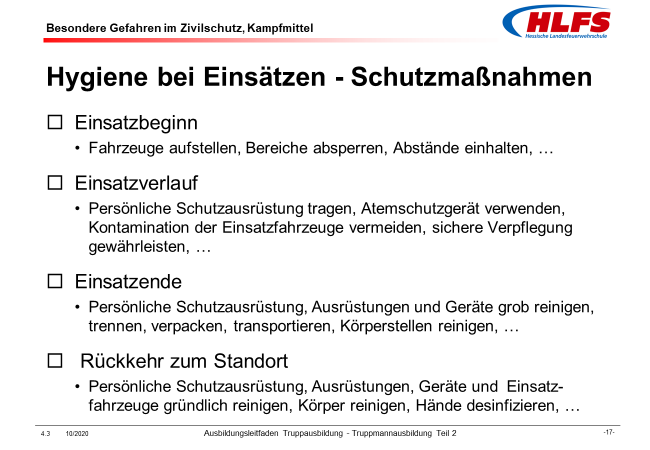 Besondere Gefahren im Zivilschutz, Kampfmittel
HLFS
Hessische Landesfeuerwehrschule
Hygiene bei Einsätzen - Schutzmaßnahmen
Einsatzbeginn
• Fahrzeuge aufstellen, Bereiche absperren, Abstände einhalten, …
Einsatzverlauf
• Persönliche Schutzausrüstung tragen, Atemschutzgerät verwenden,
Kontamination der Einsatzfahrzeuge vermeiden, sichere Verpflegung
gewährleisten, …
Einsatzende
• Persönliche Schutzausrüstung, Ausrüstungen und Geräte grob reinigen,
trennen, verpacken, transportieren, Körperstellen reinigen, …
Rückkehr zum Standort
• Persönliche Schutzausrüstung, Ausrüstungen, Geräte und Einsatz-
fahrzeuge gründlich reinigen, Körper reinigen, Hände desinfizieren, …
4.3 10/2020 Ausbildungsleitfaden Truppausbildung - Truppmannausbildung Teil 2 -17-